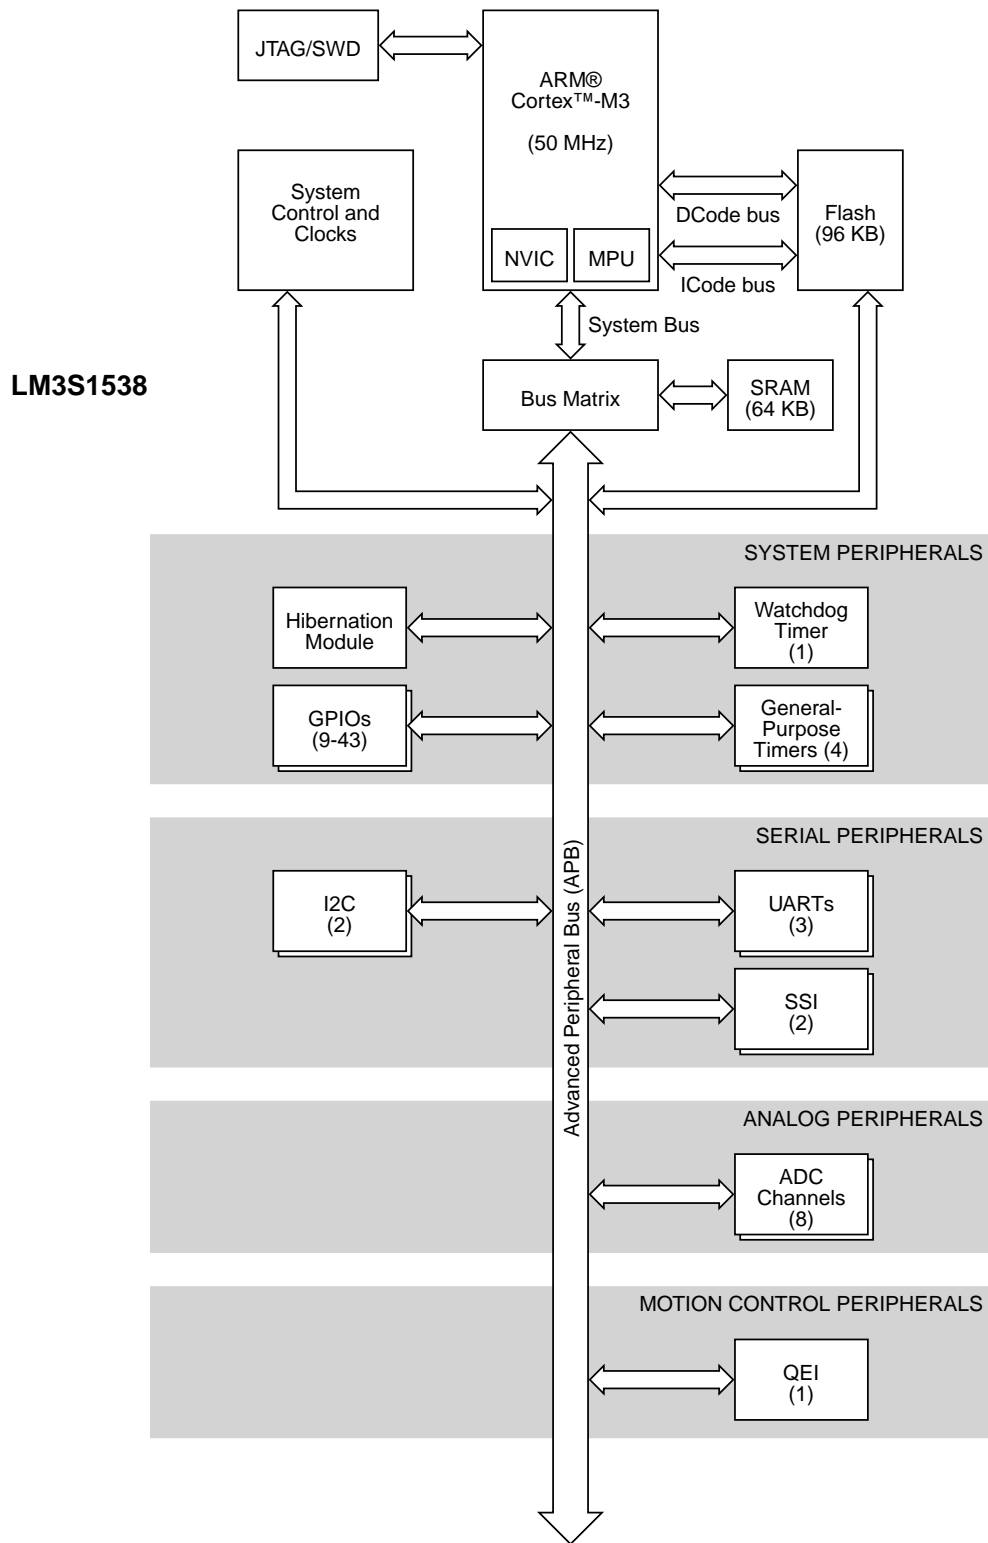 JTAG/SWD
ARM®
Cortex™-M3
(50 MHz)
NVIC
MPU
System
Control and
Clocks
DCode bus
ICode bus
Flash
(96 KB)
System Bus
LM3S1538
Bus Matrix
SRAM
(64 KB)
Advanced Peripheral Bus (APB)
SYSTEM PERIPHERALS
Hibernation
Module
Watchdog
Timer
(1)
GPIOs
(9-43)
General-
Purpose
Timers (4)
SERIAL PERIPHERALS
I2C
(2)
UARTs
(3)
SSI
(2)
ANALOG PERIPHERALS
ADC
Channels
(8)
MOTION CONTROL PERIPHERALS
QEI
(1)